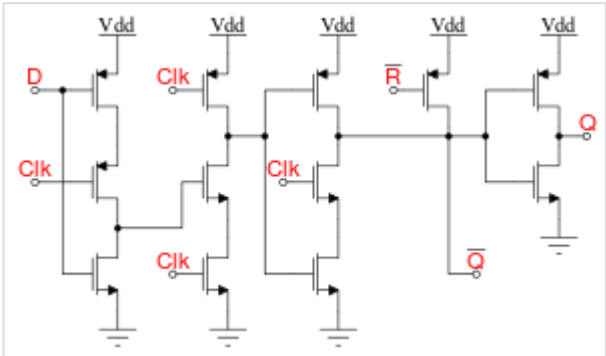 Vdd Vdd Vdd Vdd Vdd
D Clk R̅
Q
Clk Clk
Clk Q̅